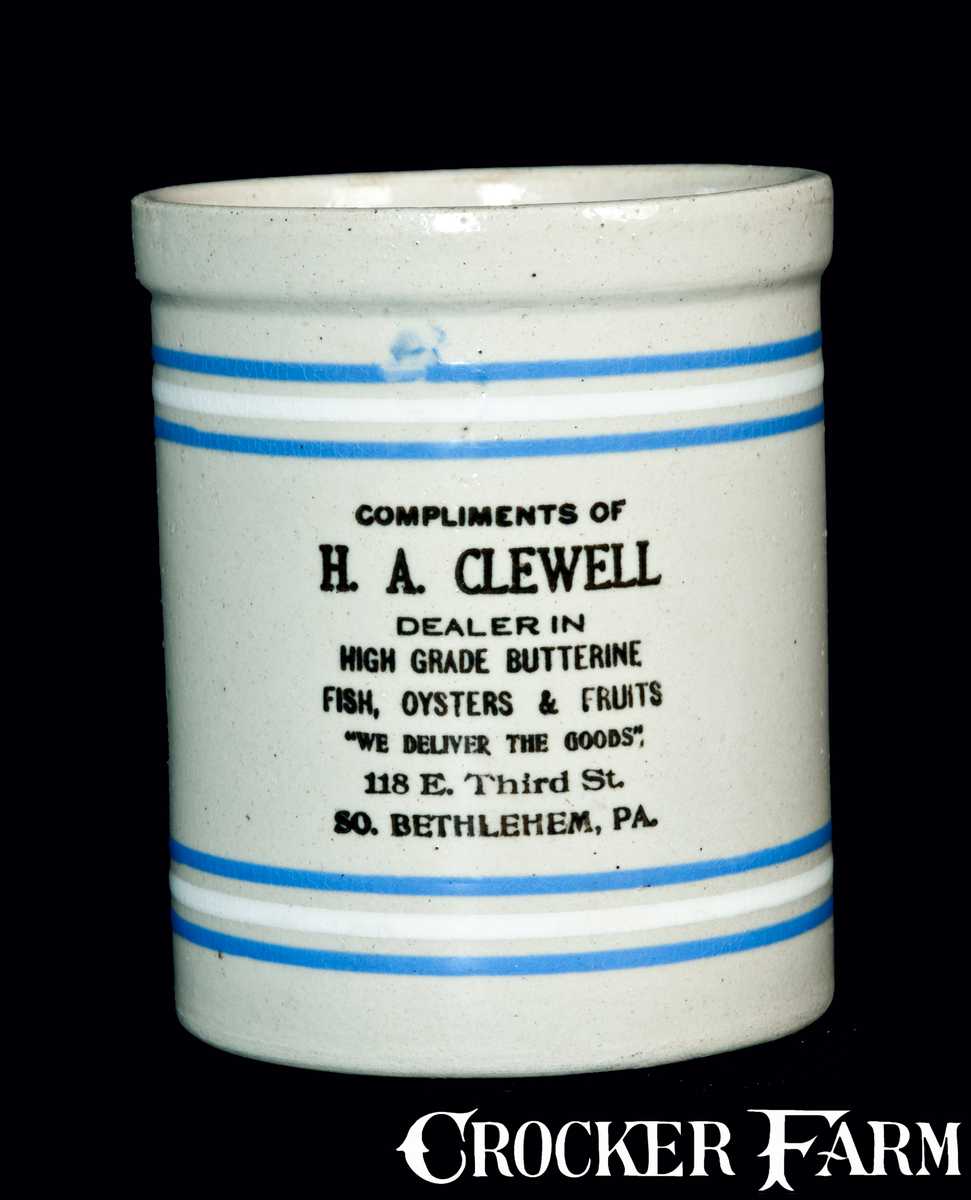 COMPLIMENTS OF
H. A. CLEWELL
DEALER IN
HIGH GRADE BUTTERINE
FISH, OYSTERS & FRUITS
"WE DELIVER THE GOODS",
118 E. Third St.
SO. BETHLEHEM, PA.
CROCKER FARM